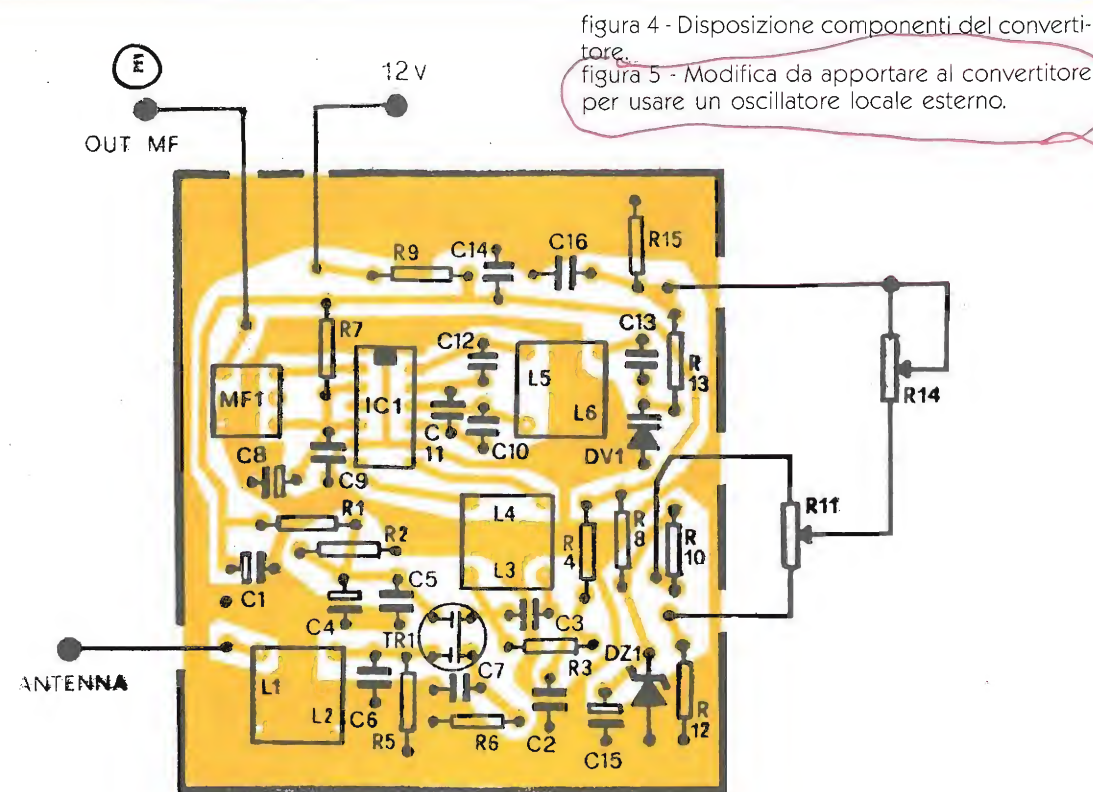 figura 4 - Disposizione componenti del converti-
tore.
figura 5 - Modifica da apportare al convertitore
per usare un oscillatore locale esterno.
12 V
OUT MF
R15
C16
C14
R9
R7
C13
C12
R
13
L5
R14
MF1
IC1
L6
C
11
C10
DV1
C8
C9
R11
L4
R1
R2
R
4
R
8
R
10
L3
C5
C1
C4
C3
TR1
R3
DZ1
C7
ANTENNA
L1
L2
C6
R5
R6
C2
C15
R
12